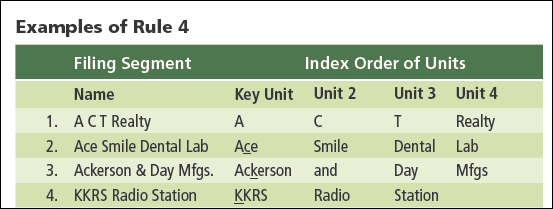 Examples of Rule 4
Filing Segment Index Order of Units
Name Key Unit Unit 2 Unit 3 Unit 4
1. A C T Realty A C T Realty
2. Ace Smile Dental Lab Ace Smile Dental Lab
3. Ackerson & Day Mfgs. Ackerson and Day Mfgs
4. KKRS Radio Station KKRS Radio Station